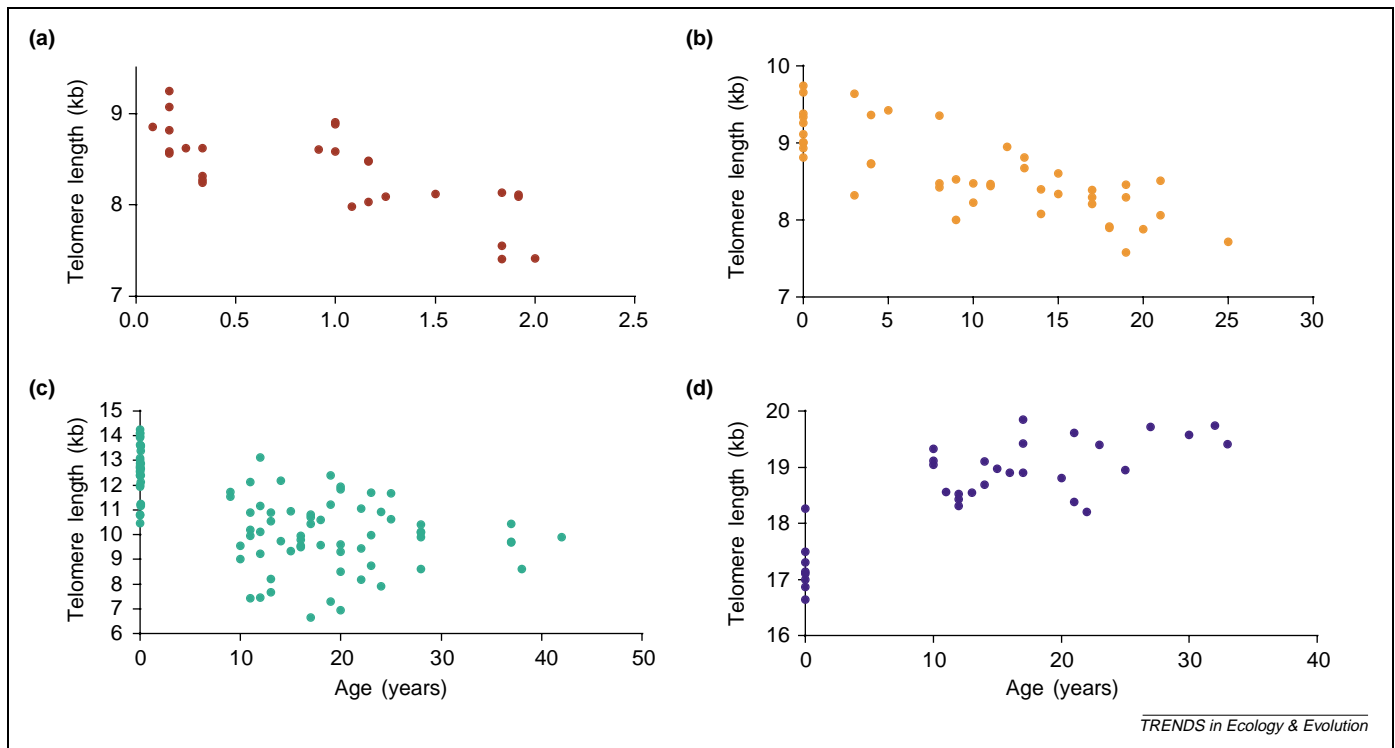 (a)
Telomere length (kb)
9
8
7
0.0 0.5 1.0 1.5 2.0 2.5
(b)
Telomere length (kb)
10
9
8
7
0 5 10 15 20 25 30
(c)
Telomere length (kb)
15
14
13
12
11
10
9
8
7
6
0 10 20 30 40 50
Age (years)
(d)
Telomere length (kb)
20
19
18
17
16
0 10 20 30 40
Age (years)
TRENDS in Ecology & Evolution